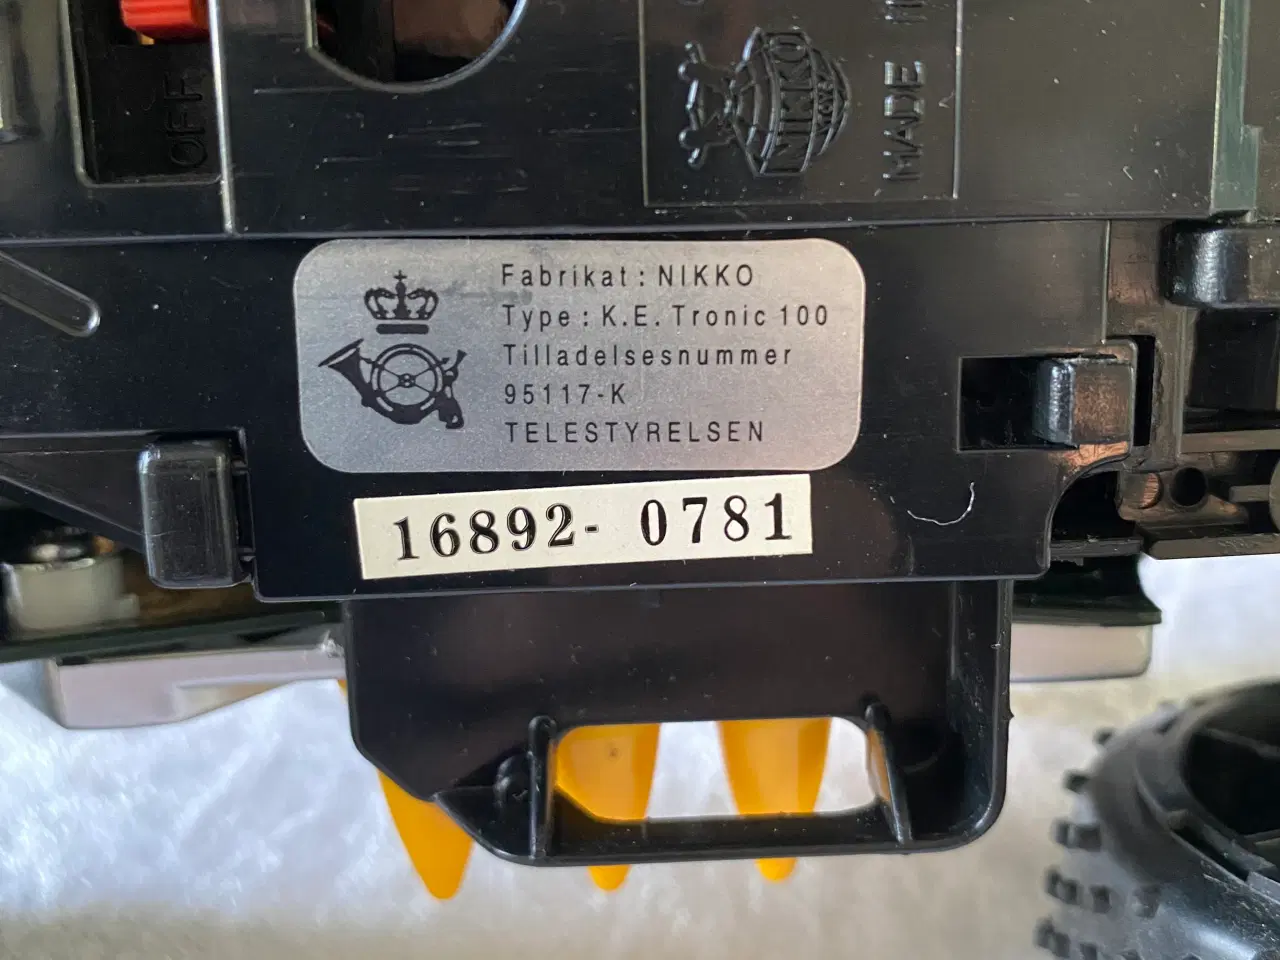 OFF
NIKKO
MADE
Fabrikat : NIKKO
Type : K.E. Tronic 100
Tilladelsesnummer
95117-K
TELESTYRELSEN
16892- 0781